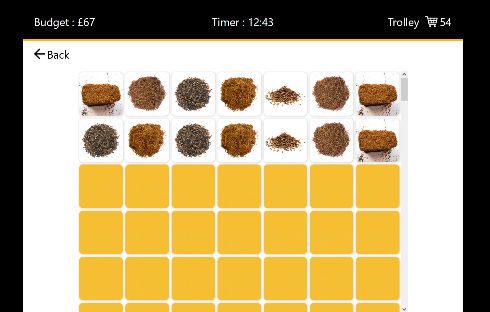 Budget : £67
Timer : 12:43
Trolley 54
Back